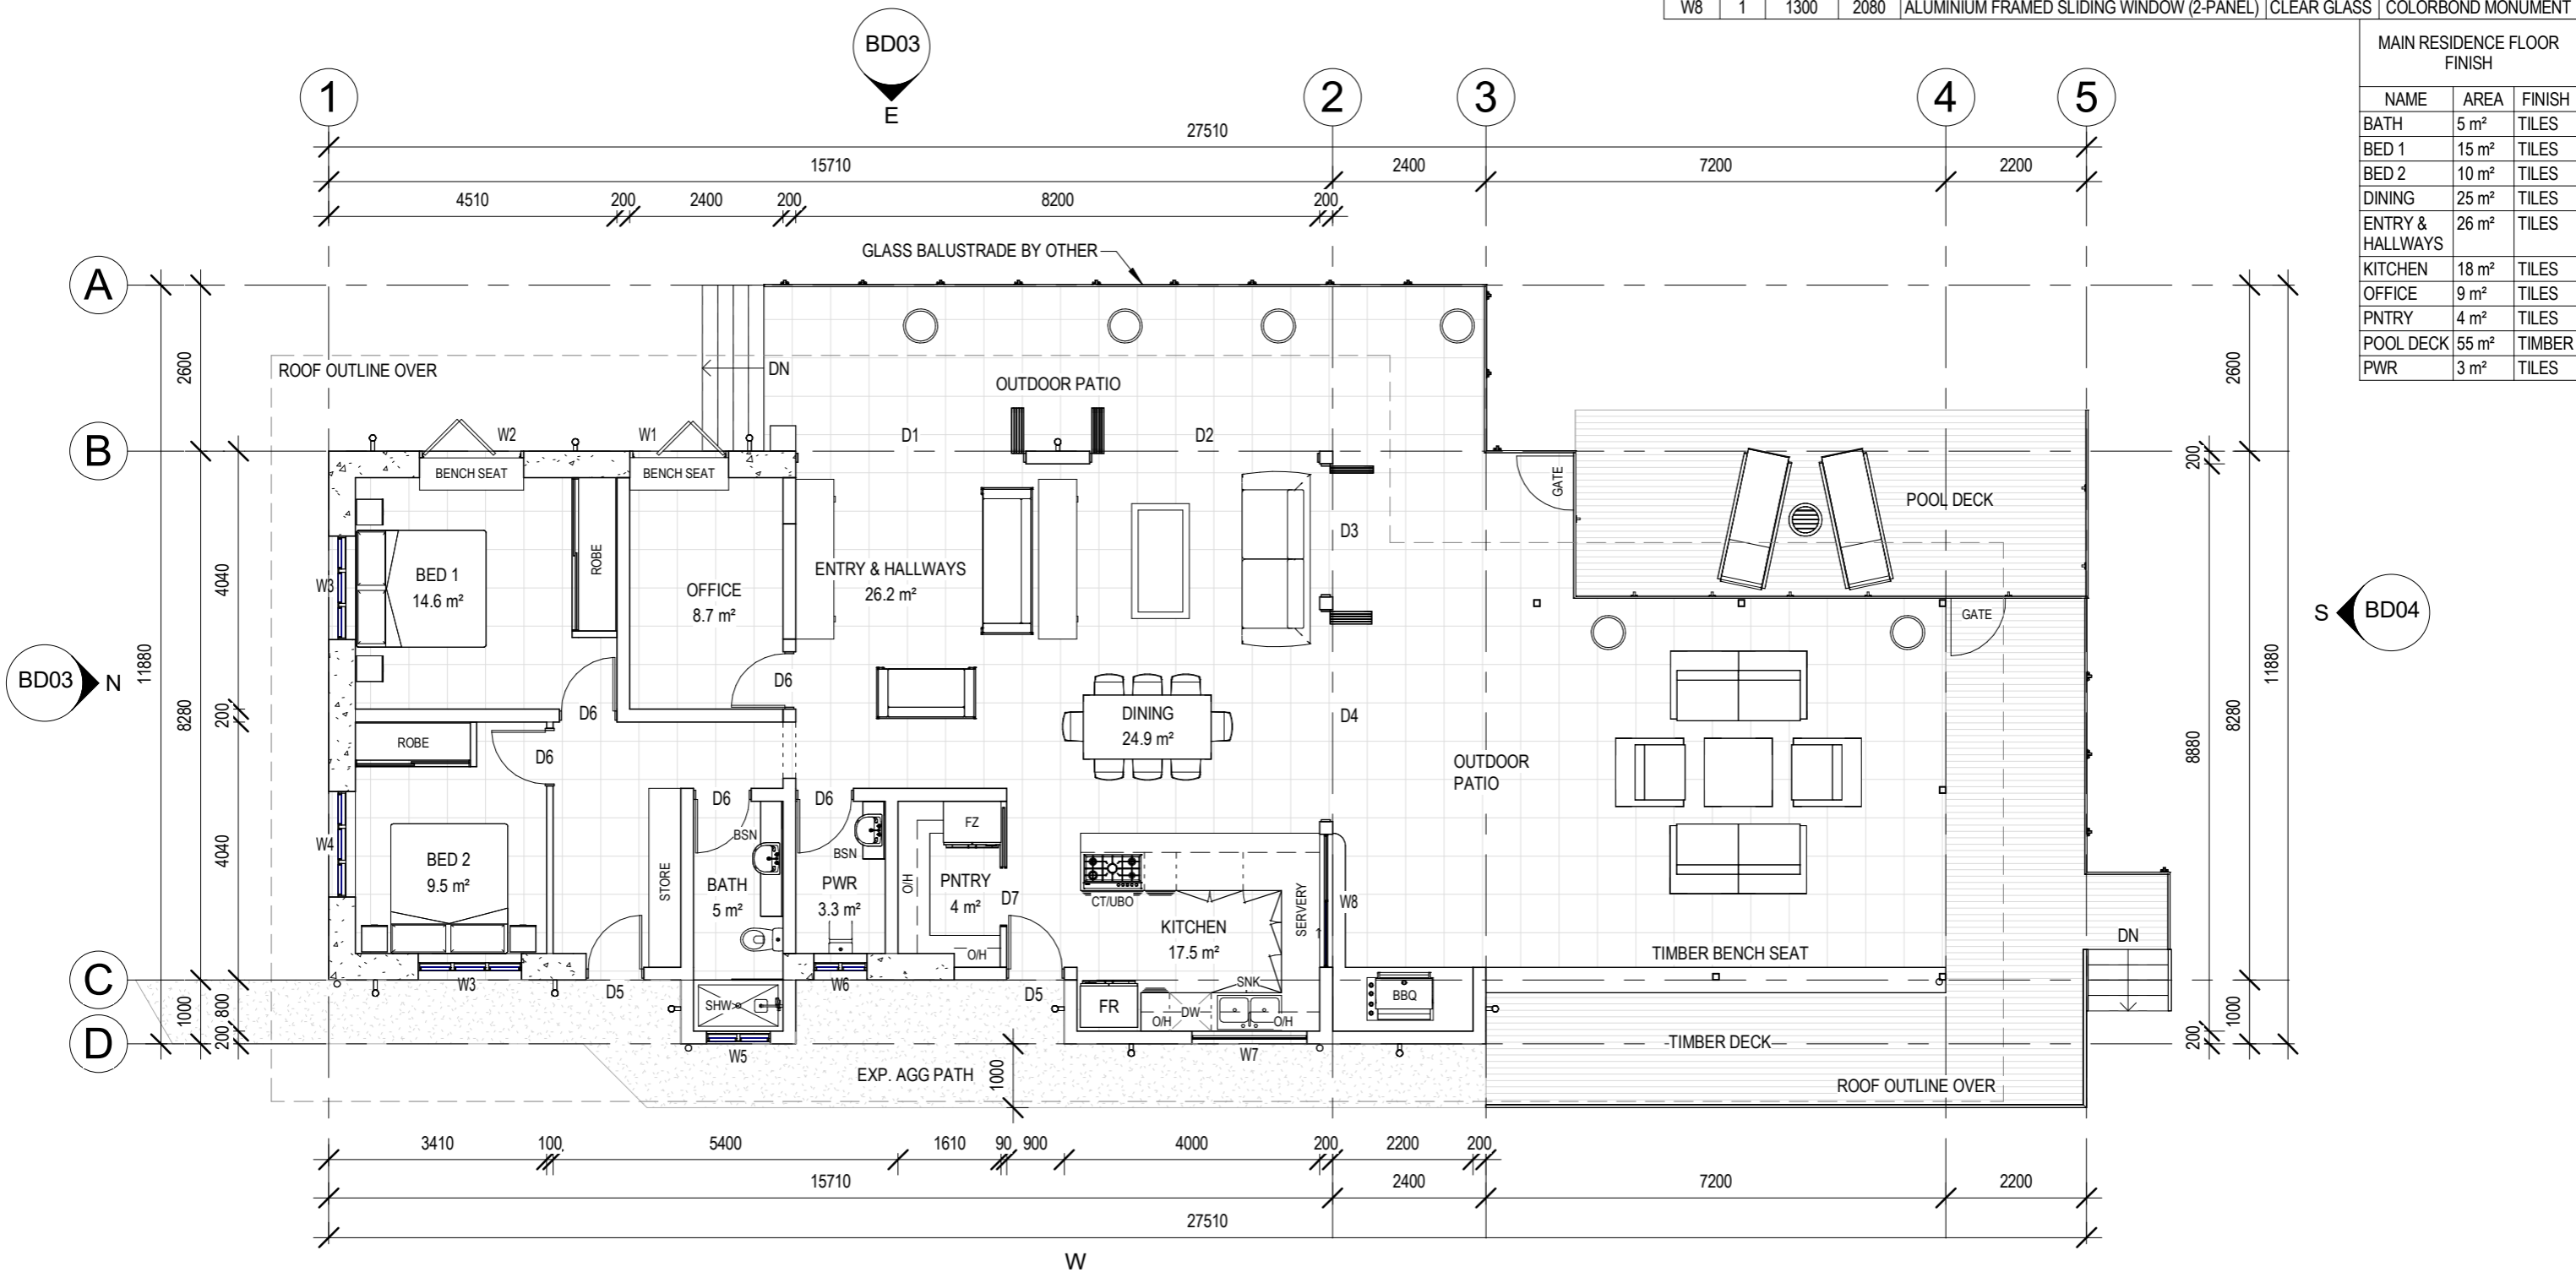 W8 1 1300 2080 ALUMINIUM FRAMED SLIDING WINDOW (2-PANEL) CLEAR GLASS COLORBOND MONUMENT
MAIN RESIDENCE FLOOR
FINISH
NAME AREA FINISH
BATH 5 m² TILES
BED 1 15 m² TILES
BED 2 10 m² TILES
DINING 25 m² TILES
ENTRY & 26 m² TILES
HALLWAYS
KITCHEN 18 m² TILES
OFFICE 9 m² TILES
PNTRY 4 m² TILES
POOL DECK 55 m² TIMBER
PWR 3 m² TILES
BD03
E
1 2 3 4 5
27510
15710 2400 7200 2200
4510 200 2400 200 8200 200
GLASS BALUSTRADE BY OTHER
A
ROOF OUTLINE OVER
DN
OUTDOOR PATIO
2600
2600
B
W2 W1 D1 D2
BENCH SEAT BENCH SEAT
200
GATE
POOL DECK
D3
ROBE
W3
BED 1
14.6 m²
OFFICE
8.7 m²
ENTRY & HALLWAYS
26.2 m²
4040
GATE
S BD04
BD03 N
11880
8280
200
D6
D6
DINING
24.9 m²
D4
8880
8280
11880
ROBE
D6
OUTDOOR
PATIO
D6 D6
BSN
BSN
FZ
W4
4040
BED 2
9.5 m²
STORE
BATH
5 m²
PWR
3.3 m²
O/H
PNTRY
4 m²
D7
O/H
CT/UBO
KITCHEN
17.5 m²
SERVERY
W8
TIMBER BENCH SEAT
DN
C
W3
D5
W6
D5
SHW
FR
O/H
DW
SNK
O/H
BBQ
1000
800
200
1000
200
D
W5
W7
TIMBER DECK
EXP. AGG PATH
1000
ROOF OUTLINE OVER
3410 100 5400 1610 90 900 4000 200 2200 200
15710 2400 7200 2200
27510
W